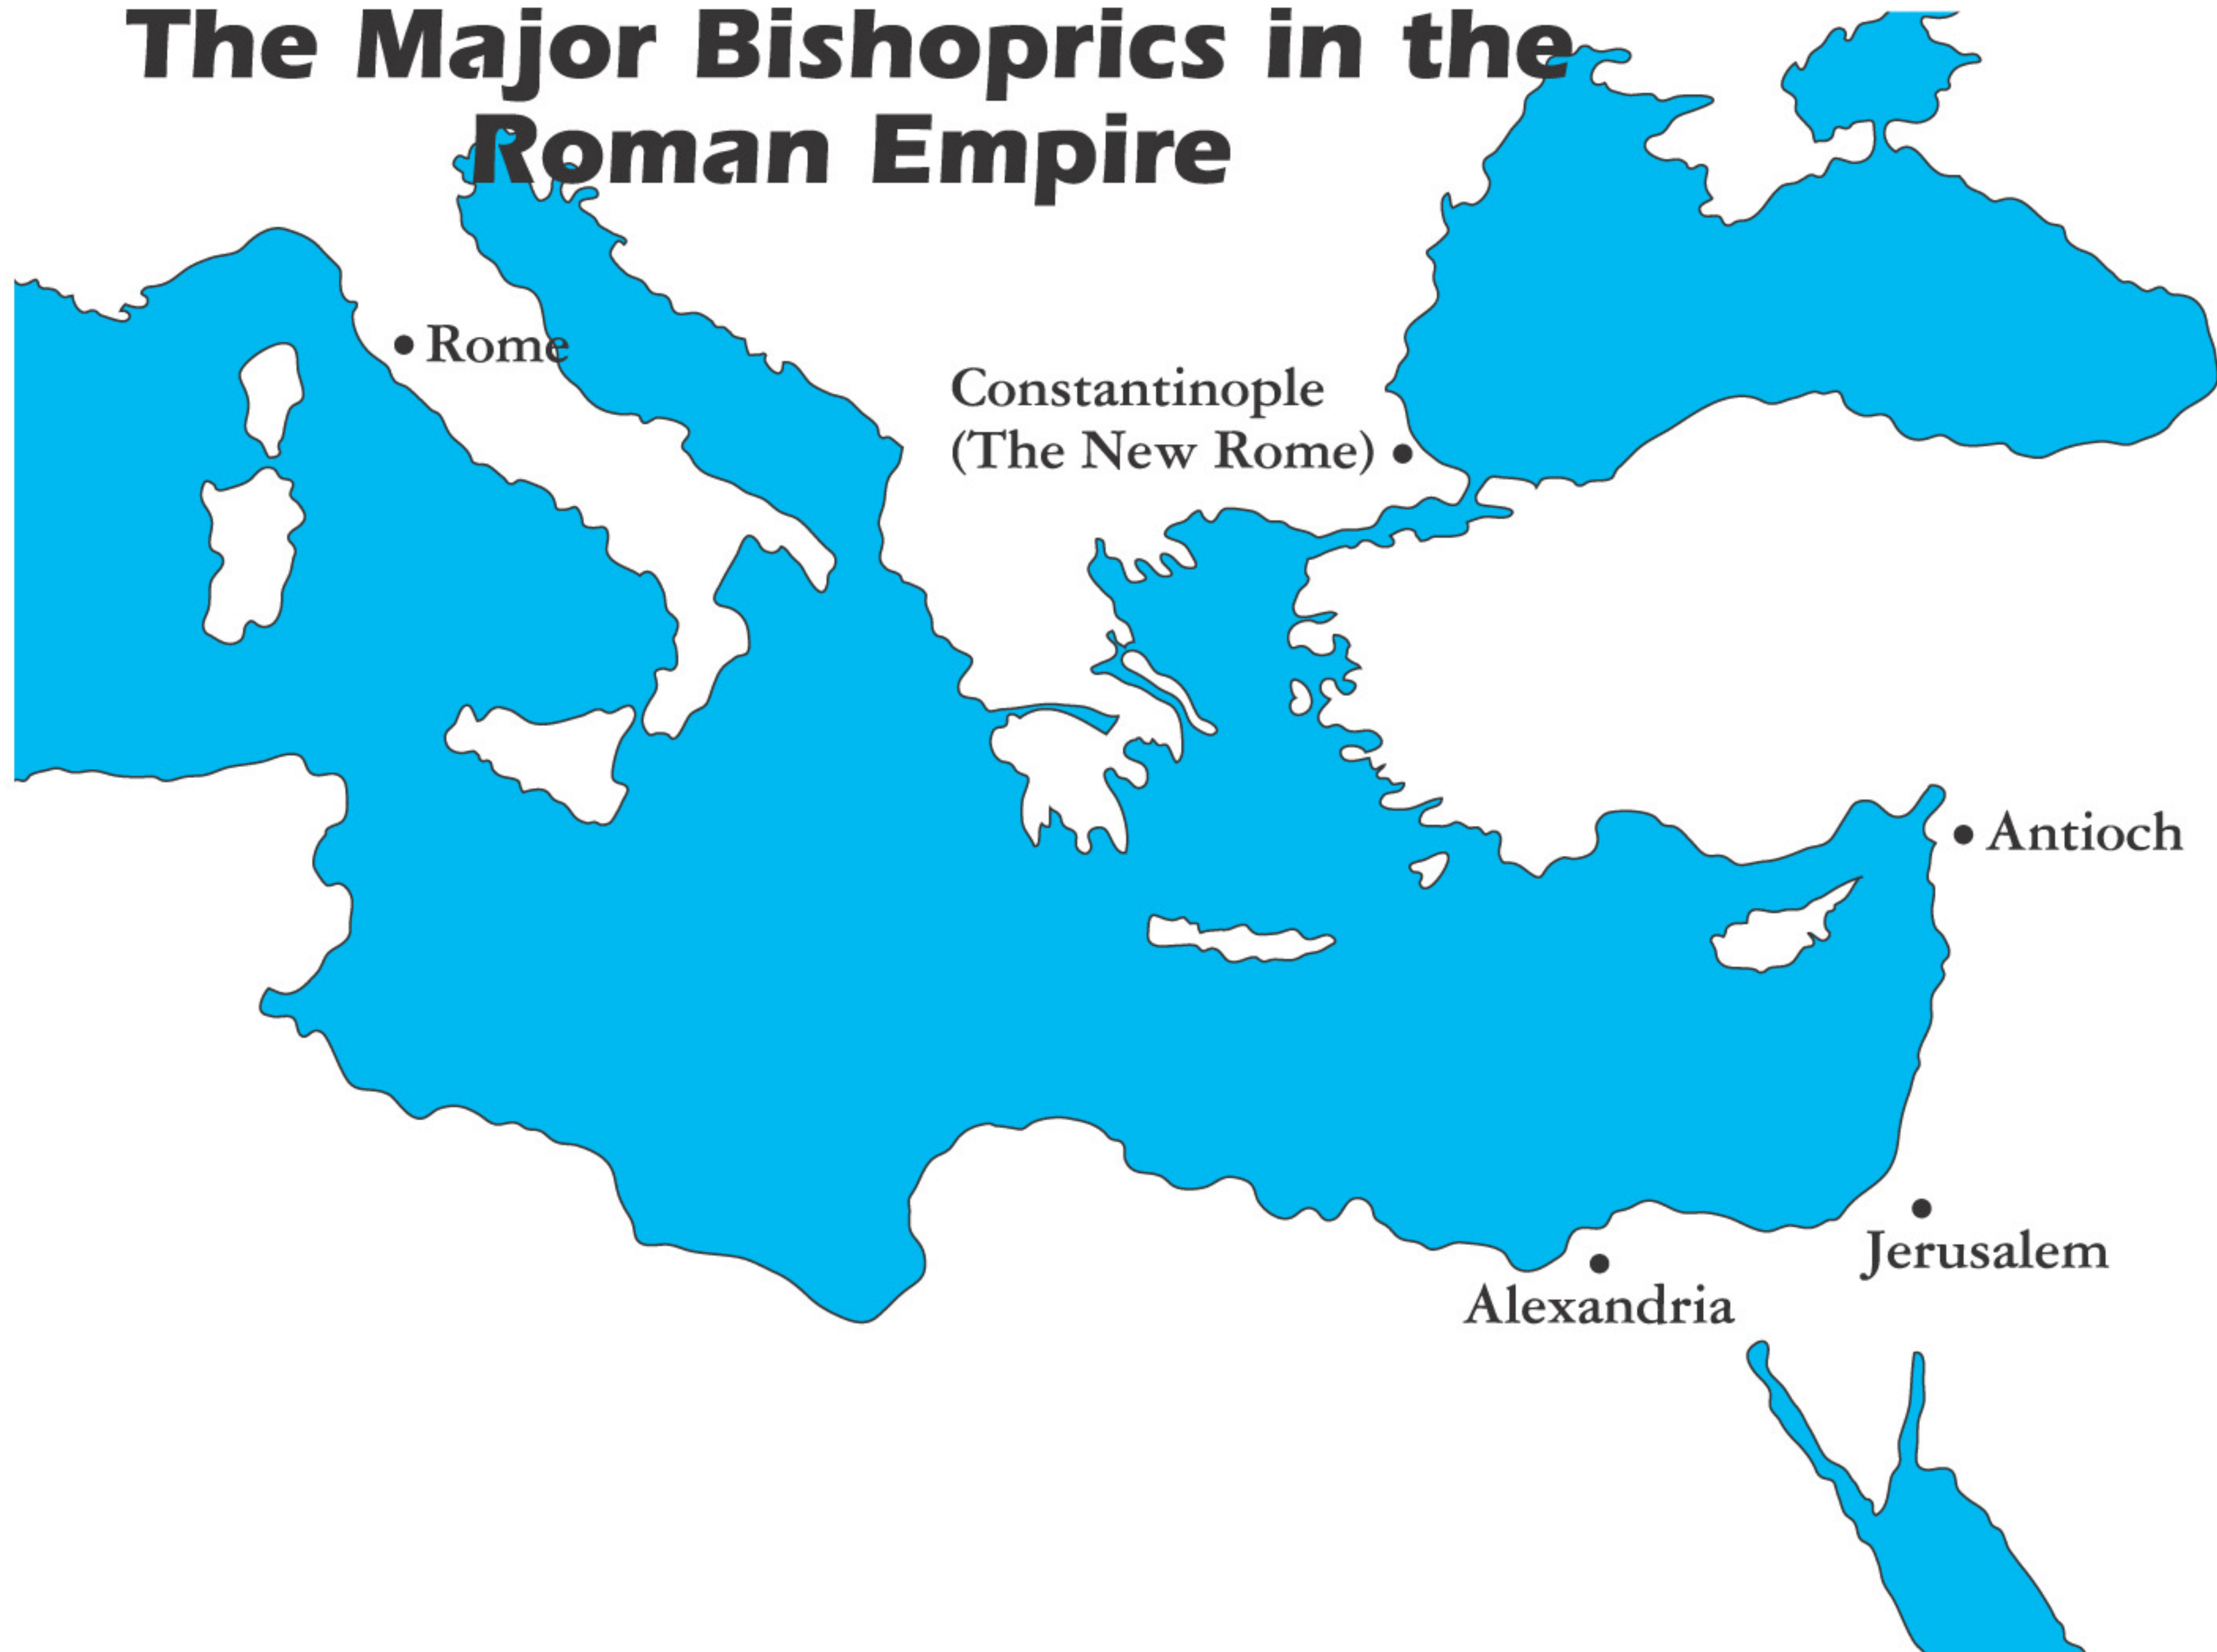 The Major Bishoprics in the
Roman Empire
Rome
Constantinople
(The New Rome)
Antioch
Jerusalem
Alexandria